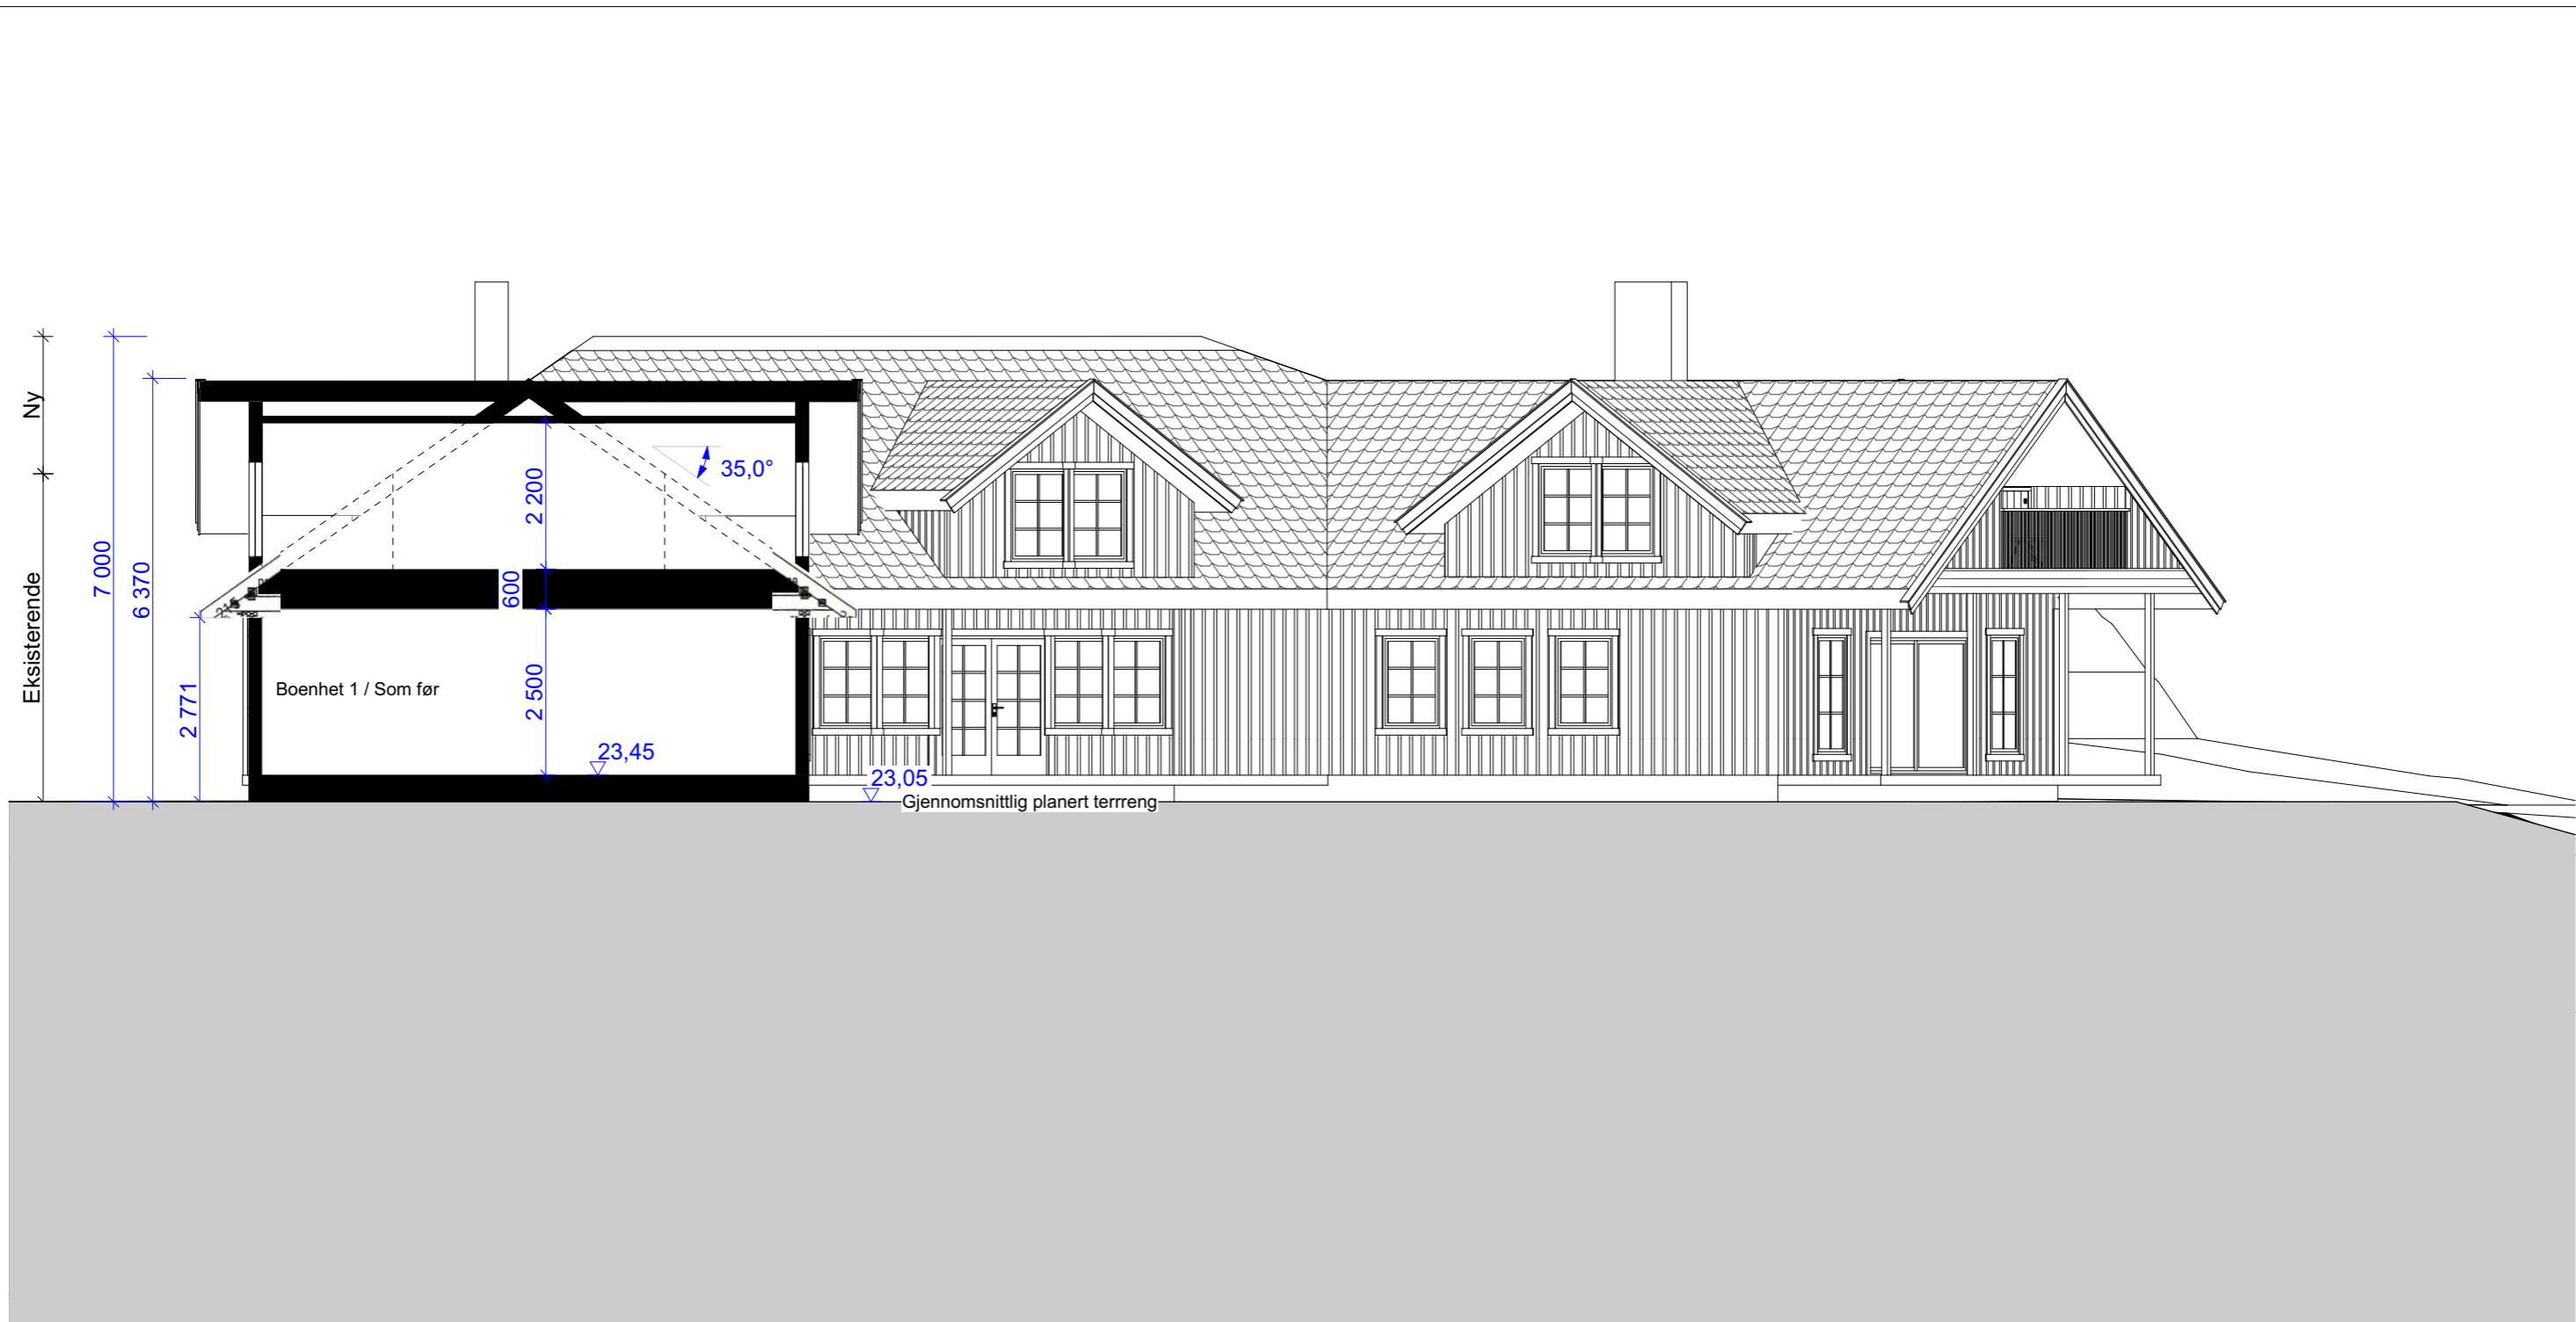 Ny
Eksisterende
7 000
6 370
2 771
2 200
35,0°
600
2 500
Boenhet 1 / Som før
23,45
23,05
Gjennomsnittlig planert terrreng